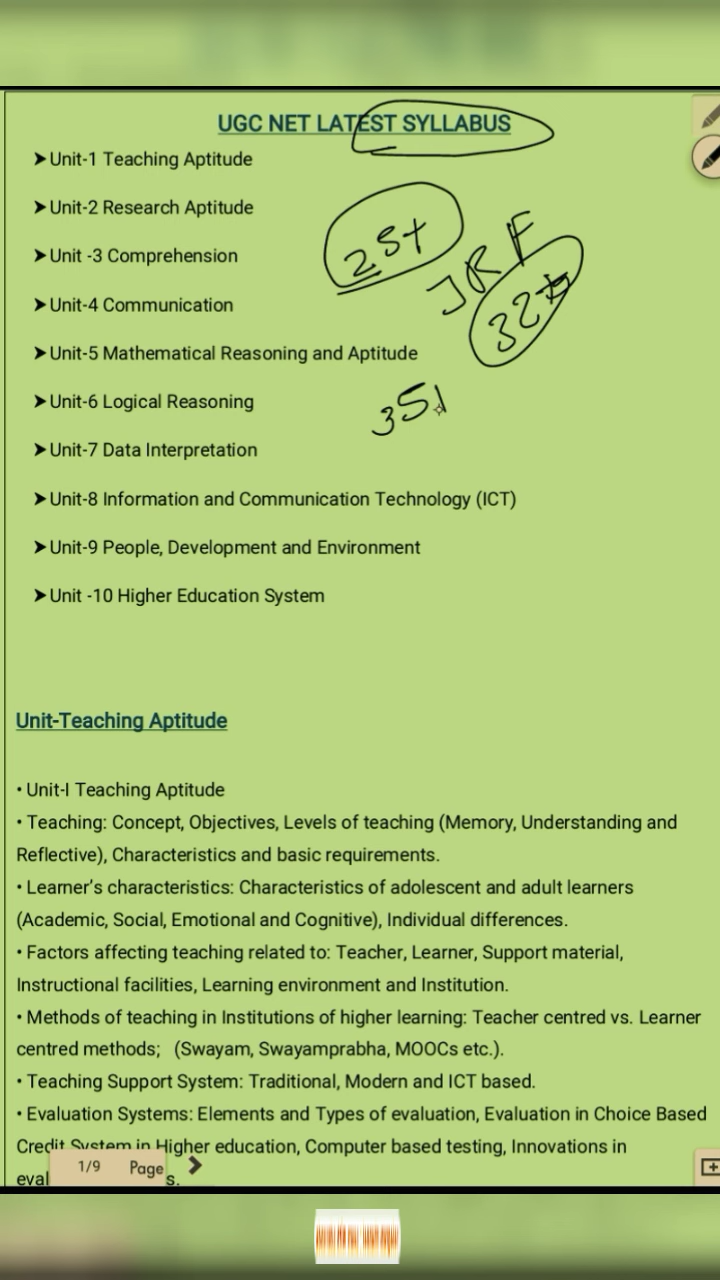 UGC NET LATEST SYLLABUS
➤Unit-1 Teaching Aptitude
➤Unit-2 Research Aptitude
➤Unit -3 Comprehension
25+
JRF
➤Unit-4 Communication
32+
➤Unit-5 Mathematical Reasoning and Aptitude
➤Unit-6 Logical Reasoning
35
➤Unit-7 Data Interpretation
➤Unit-8 Information and Communication Technology (ICT)
➤Unit-9 People, Development and Environment
➤Unit -10 Higher Education System
Unit-Teaching Aptitude
• Unit-I Teaching Aptitude
• Teaching: Concept, Objectives, Levels of teaching (Memory, Understanding and
Reflective), Characteristics and basic requirements.
• Learner's characteristics: Characteristics of adolescent and adult learners
(Academic, Social, Emotional and Cognitive), Individual differences.
• Factors affecting teaching related to: Teacher, Learner, Support material,
Instructional facilities, Learning environment and Institution.
• Methods of teaching in Institutions of higher learning: Teacher centred vs. Learner
centred methods; (Swayam, Swayamprabha, MOOCs etc.).
• Teaching Support System: Traditional, Modern and ICT based.
• Evaluation Systems: Elements and Types of evaluation, Evaluation in Choice Based
Credit System in Higher education, Computer based testing, Innovations in
1/9 Page